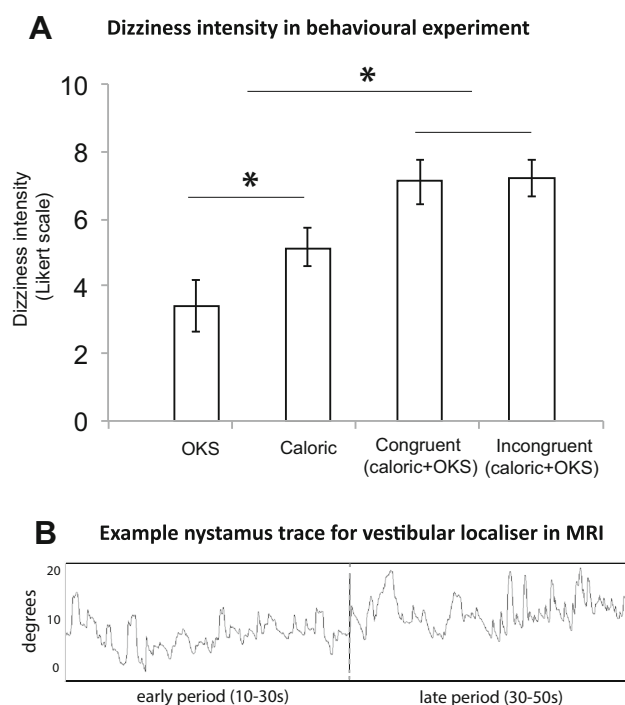 A Dizziness intensity in behavioural experiment
*
*
10
8
6
4
2
0
Dizziness intensity
(Likert scale)
OKS
Caloric
Congruent
(caloric+OKS)
Incongruent
(caloric+OKS)
B Example nystamus trace for vestibular localiser in MRI
20
10
0
degrees
early period (10-30s)
late period (30-50s)